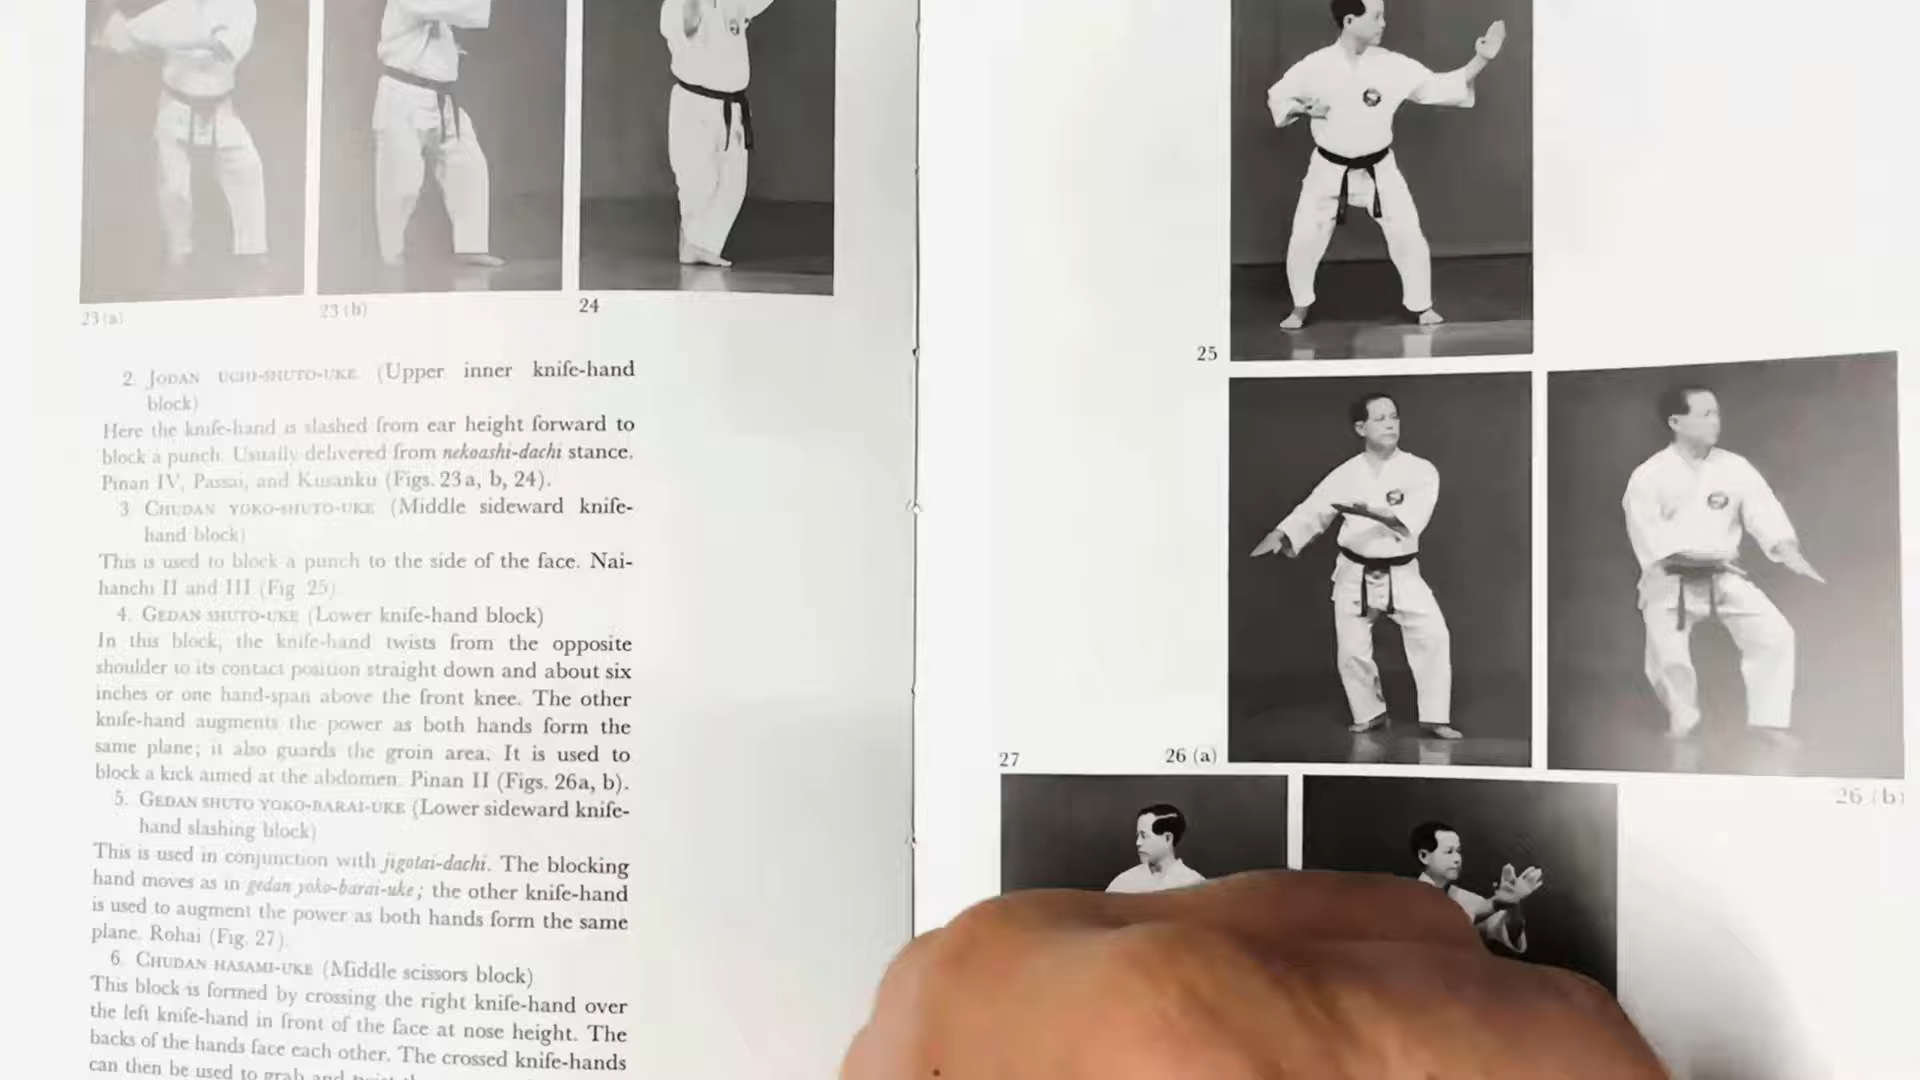 23 (a)
23 (b)
24
2. JODAN UCHI-SHUTO-UKE (Upper inner knife-hand
block)
Here the knife-hand is slashed from ear height forward to
block a punch. Usually delivered from nekoashi-dachi stance.
Pinan IV, Passai, and Kusanku (Figs. 23a, b, 24).
3 CHUDAN YOKO-SHUTO-UKE (Middle sideward knife-
hand block)
This is used to block a punch to the side of the face. Nai-
hanchi II and III (Fig 25)
4. GEDAN SHUTO-UKE (Lower knife-hand block)
In this block, the knife-hand twists from the opposite
shoulder to its contact position straight down and about six
inches or one hand-span above the front knee. The other
knife-hand augments the power as both hands form the
same plane; it also guards the groin area. It is used to
block a kick aimed at the abdomen. Pinan II (Figs. 26a, b).
5. GEDAN SHUTO YOKO-BARAI-UKE (Lower sideward knife-
hand slashing block)
This is used in conjunction with jigotai-dachi. The blocking
hand moves as in gedan yoko-barai-uke; the other knife-hand
is used to augment the power as both hands form the same
plane. Rohai (Fig. 27).
6. CHUDAN HASAMI-UKE (Middle scissors block)
This block is formed by crossing the right knife-hand over
the left knife-hand in front of the face at nose height. The
backs of the hands face each other. The crossed knife-hands
can then be used to grab and
25
26 (a)
26 (b)
27